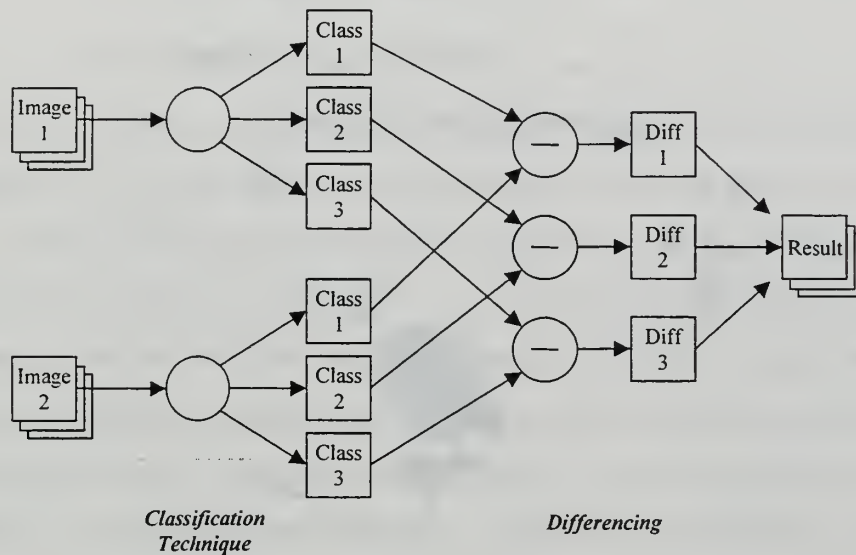 Image
1
Class
1
Class
2
Class
3
Image
2
Class
1
Class
2
Class
3
—
—
—
Diff
1
Diff
2
Diff
3
Result
Classification
Technique
Differencing